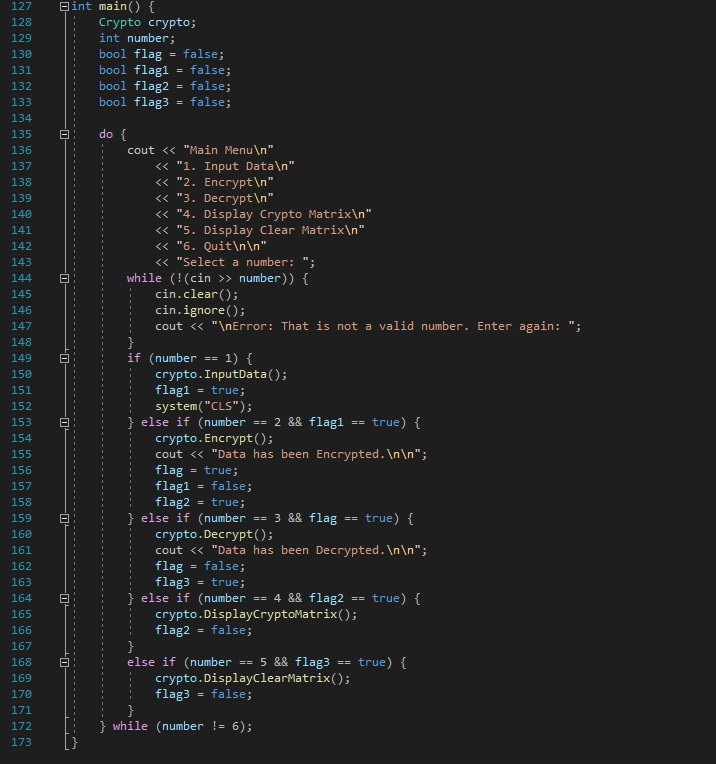 127 int main() {
128 Crypto crypto;
129 int number;
130 bool flag = false;
131 bool flag1 = false;
132 bool flag2 = false;
133 bool flag3 = false;
134
135 do {
136 cout << "Main Menu\n"
137 << "1. Input Data\n"
138 << "2. Encrypt\n"
139 << "3. Decrypt\n"
140 << "4. Display Crypto Matrix\n"
141 << "5. Display Clear Matrix\n"
142 << "6. Quit\n\n"
143 << "Select a number: ";
144 while (!(cin >> number)) {
145 cin.clear();
146 cin.ignore();
147 cout << "\nError: That is not a valid number. Enter again: ";
148 }
149 if (number == 1) {
150 crypto.InputData();
151 flag1 = true;
152 system("CLS");
153 } else if (number == 2 && flag1 == true) {
154 crypto.Encrypt();
155 cout << "Data has been Encrypted.\n\n";
156 flag = true;
157 flag1 = false;
158 flag2 = true;
159 } else if (number == 3 && flag == true) {
160 crypto.Decrypt();
161 cout << "Data has been Decrypted.\n\n";
162 flag = false;
163 flag3 = true;
164 } else if (number == 4 && flag2 == true) {
165 crypto.DisplayCryptoMatrix();
166 flag2 = false;
167 }
168 else if (number == 5 && flag3 == true) {
169 crypto.DisplayClearMatrix();
170 flag3 = false;
171 }
172 } while (number != 6);
173 }